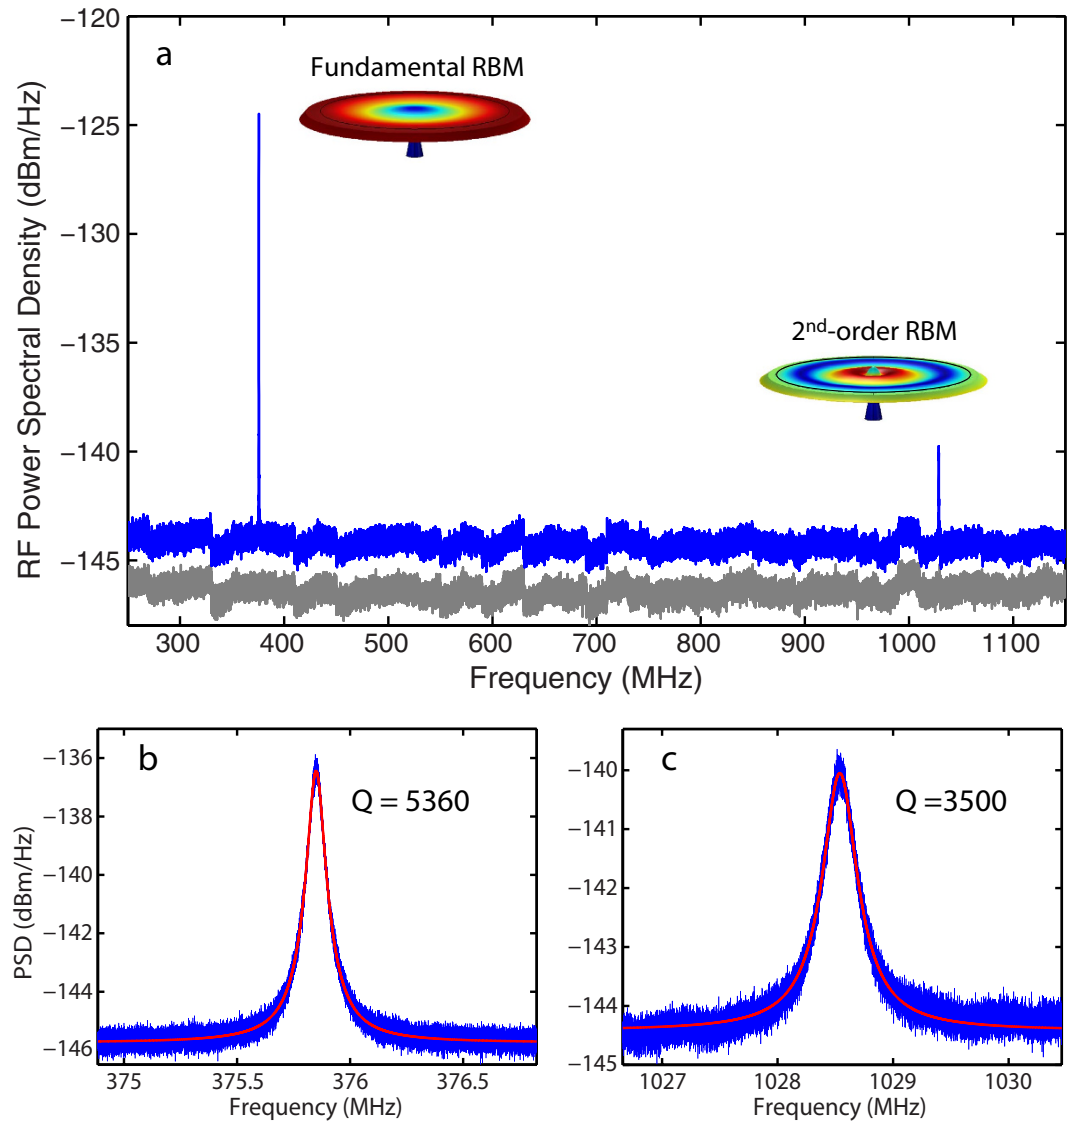 a
Fundamental RBM
2nd-order RBM
RF Power Spectral Density (dBm/Hz)
−120
−125
−130
−135
−140
−145
300 400 500 600 700 800 900 1000 1100
Frequency (MHz)
b
Q = 5360
PSD (dBm/Hz)
−136
−138
−140
−142
−144
−146
375 375.5 376 376.5
Frequency (MHz)
c
Q =3500
−140
−141
−142
−143
−144
−145
1027 1028 1029 1030
Frequency (MHz)